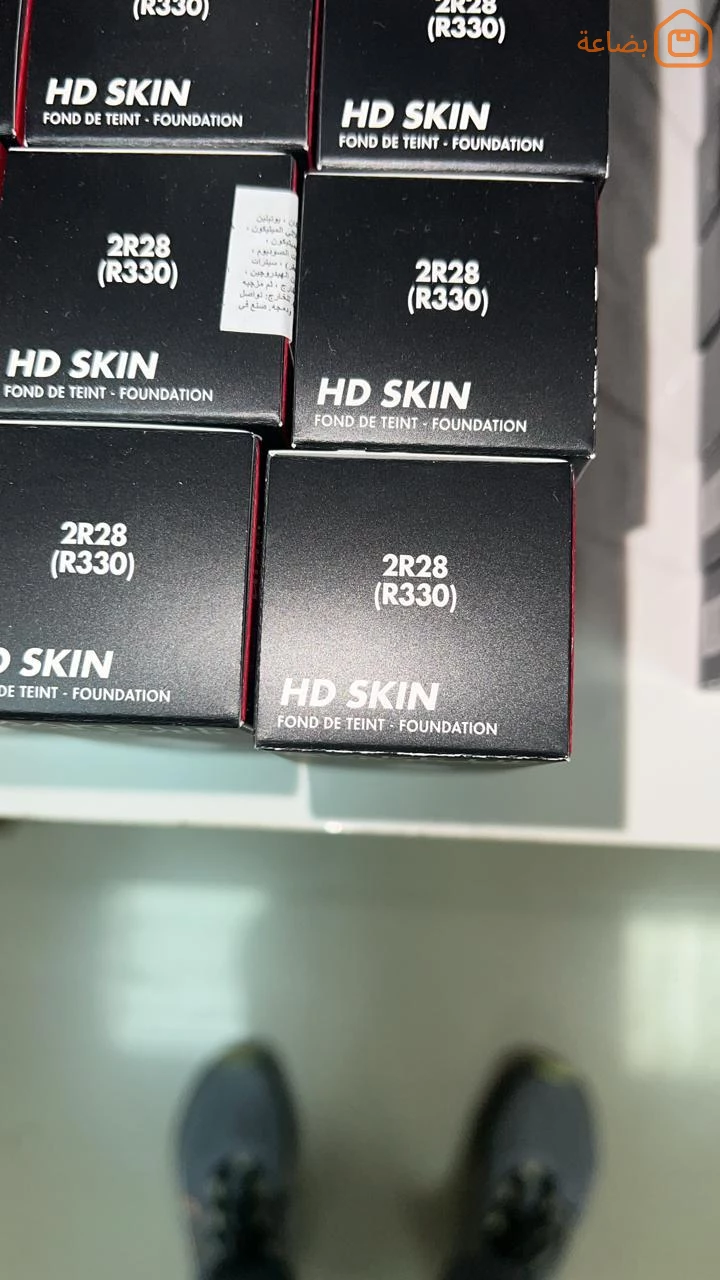 بضاعة
(R330)
HD SKIN
FOND DE TEINT - FOUNDATION
2R28
(R330)
HD SKIN
FOND DE TEINT - FOUNDATION
2R28
(R330)
HD SKIN
FOND DE TEINT - FOUNDATION
2R28
(R330)
HD SKIN
FOND DE TEINT - FOUNDATION
2R28
(R330)
SKIN
DE TEINT - FOUNDATION
2R28
(R330)
HD SKIN
FOND DE TEINT - FOUNDATION